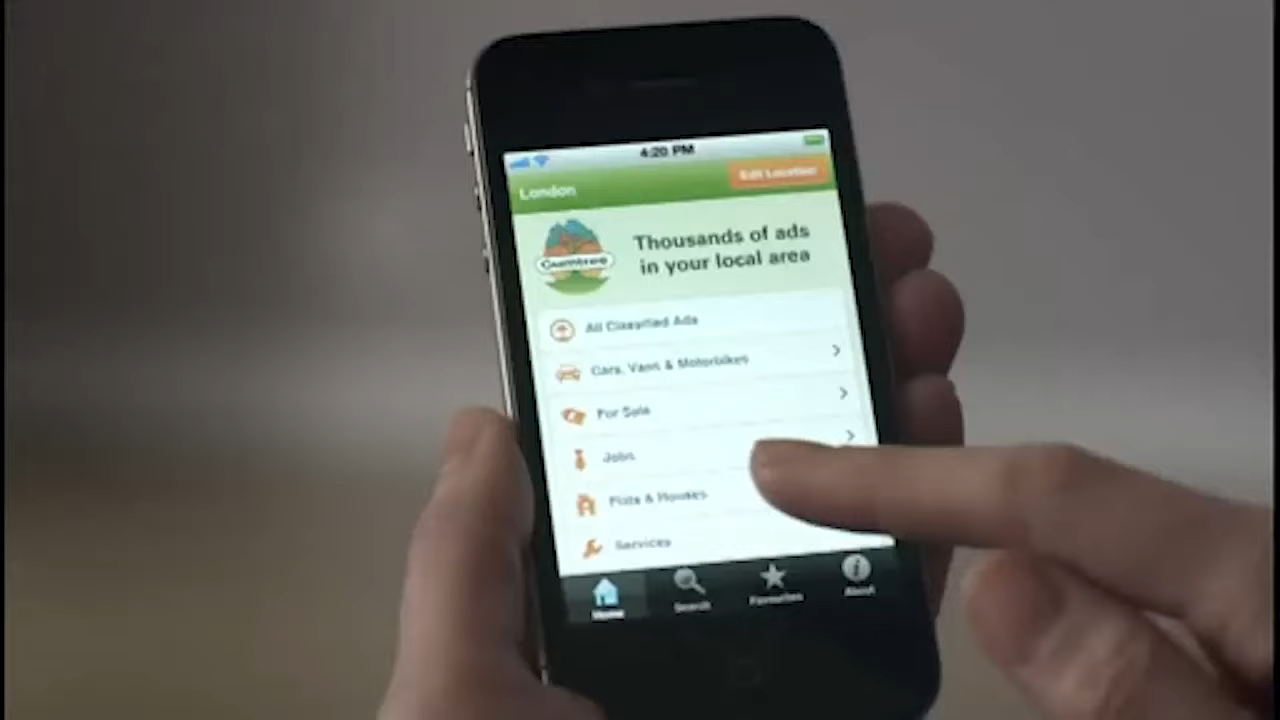 4:20 PM
London
Edit Location
Gumtree
Thousands of ads
in your local area
All Classified Ads
Cars, Vans & Motorbikes
For Sale
Jobs
Flats & Houses
Services
Home
Search
Favourites
About